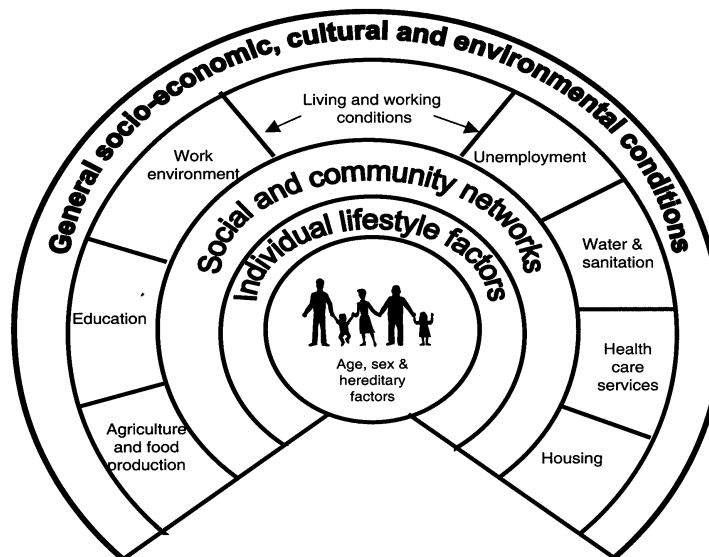 General socio-economic, cultural and environmental conditions
Living and working
conditions
Work
environment
Unemployment
Social and community networks
Individual lifestyle factors
Water &
sanitation
Education
Health
care
services
Age, sex &
hereditary
factors
Agriculture
and food
production
Housing